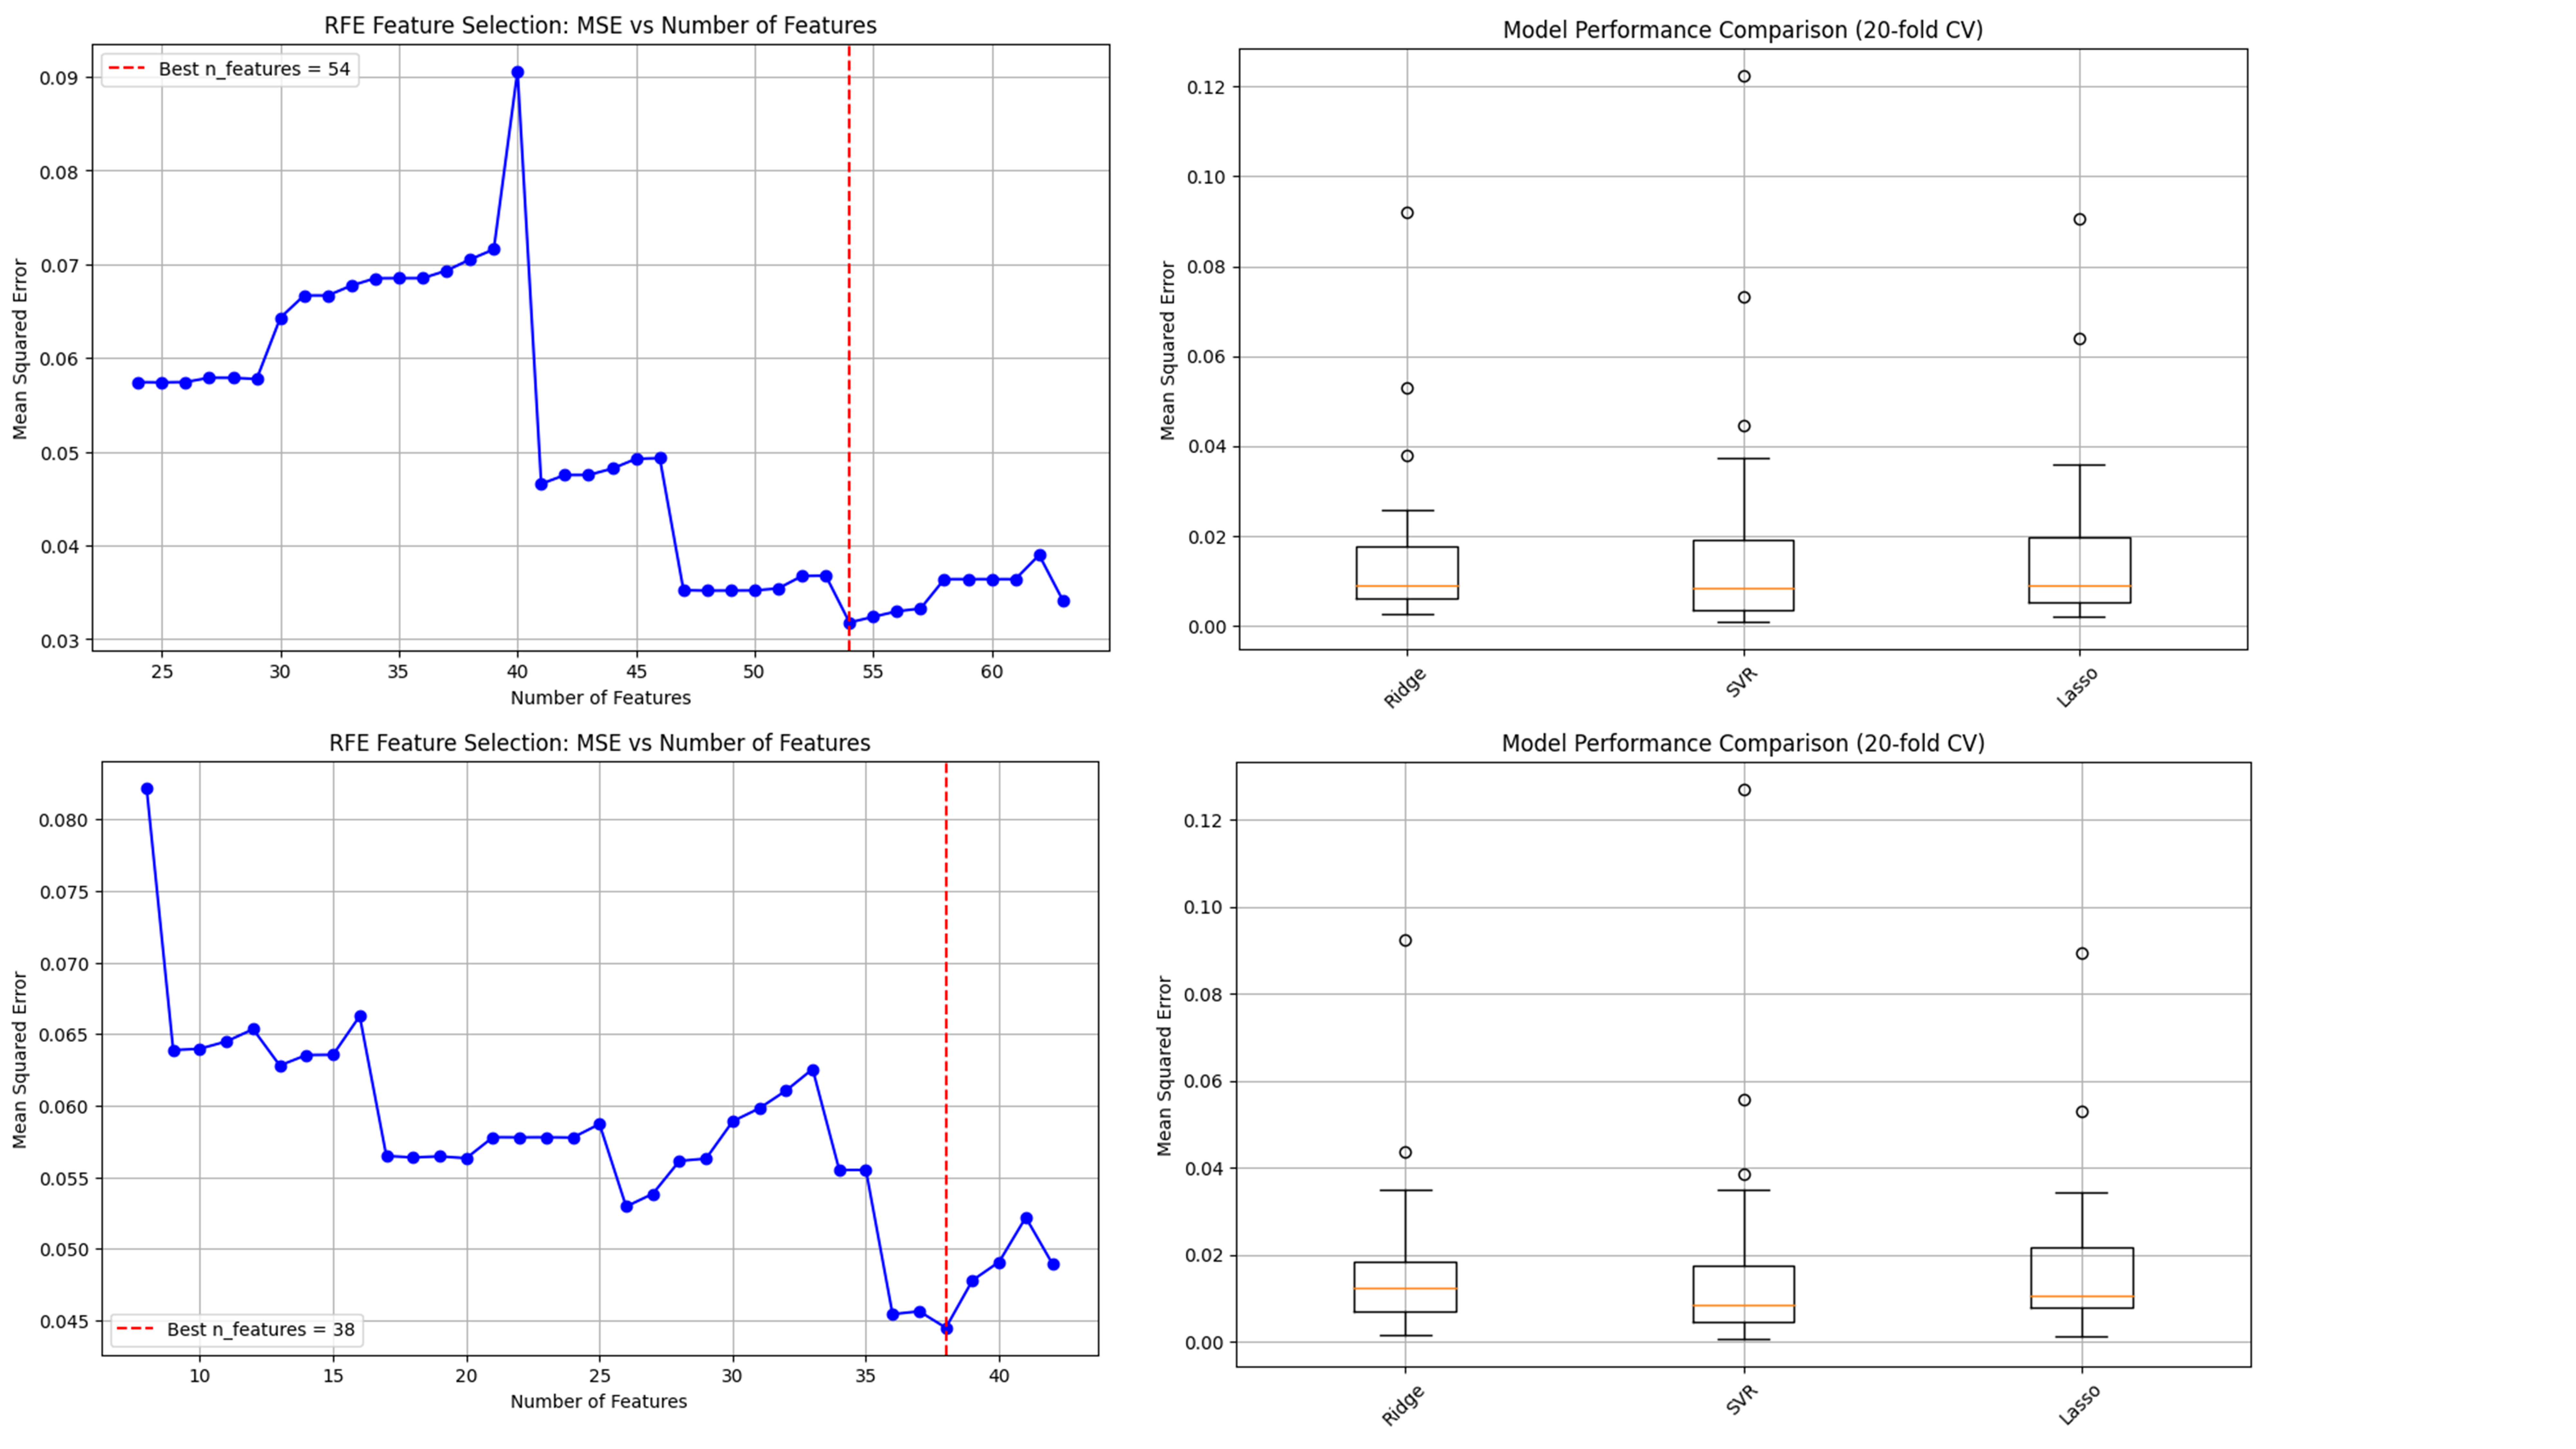 RFE Feature Selection: MSE vs Number of Features
Best n_features = 54
Mean Squared Error
0.09
0.08
0.07
0.06
0.05
0.04
0.03
25 30 35 40 45 50 55 60
Number of Features
Model Performance Comparison (20-fold CV)
Mean Squared Error
0.12
0.10
0.08
0.06
0.04
0.02
0.00
Ridge SVR Lasso
RFE Feature Selection: MSE vs Number of Features
Mean Squared Error
0.080
0.075
0.070
0.065
0.060
0.055
0.050
0.045
Best n_features = 38
10 15 20 25 30 35 40
Number of Features
Model Performance Comparison (20-fold CV)
Mean Squared Error
0.12
0.10
0.08
0.06
0.04
0.02
0.00
Ridge SVR Lasso